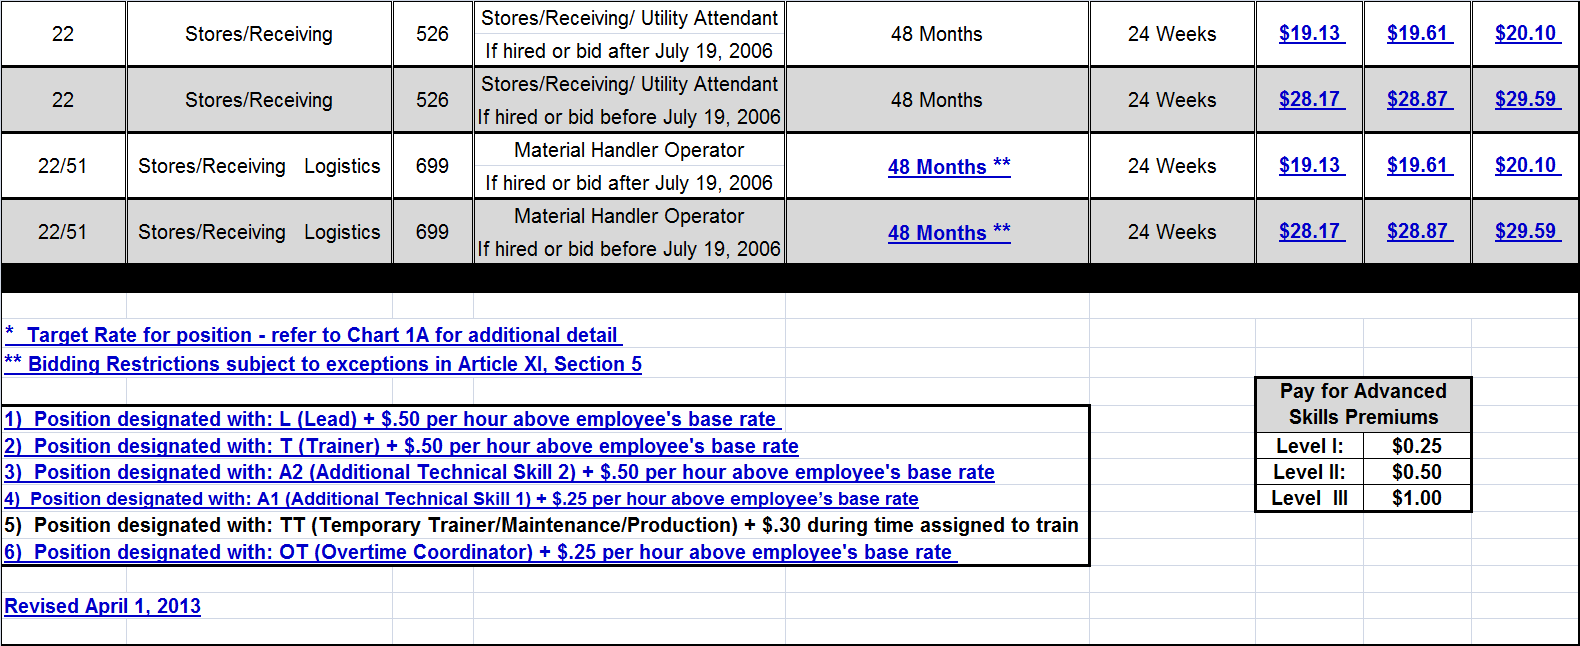 22 Stores/Receiving 526 Stores/Receiving/ Utility Attendant 48 Months 24 Weeks $19.13 $19.61 $20.10
If hired or bid after July 19, 2006
22 Stores/Receiving 526 Stores/Receiving/ Utility Attendant 48 Months 24 Weeks $28.17 $28.87 $29.59
If hired or bid before July 19, 2006
22/51 Stores/Receiving Logistics 699 Material Handler Operator 48 Months ** 24 Weeks $19.13 $19.61 $20.10
If hired or bid after July 19, 2006
22/51 Stores/Receiving Logistics 699 Material Handler Operator 48 Months ** 24 Weeks $28.17 $28.87 $29.59
If hired or bid before July 19, 2006
* Target Rate for position - refer to Chart 1A for additional detail
** Bidding Restrictions subject to exceptions in Article XI, Section 5
1) Position designated with: L (Lead) + $.50 per hour above employee's base rate
2) Position designated with: T (Trainer) + $.50 per hour above employee's base rate
3) Position designated with: A2 (Additional Technical Skill 2) + $.50 per hour above employee's base rate
4) Position designated with: A1 (Additional Technical Skill 1) + $.25 per hour above employee’s base rate
5) Position designated with: TT (Temporary Trainer/Maintenance/Production) + $.30 during time assigned to train
6) Position designated with: OT (Overtime Coordinator) + $.25 per hour above employee's base rate
Pay for Advanced
Skills Premiums
Level I: $0.25
Level II: $0.50
Level III $1.00
Revised April 1, 2013